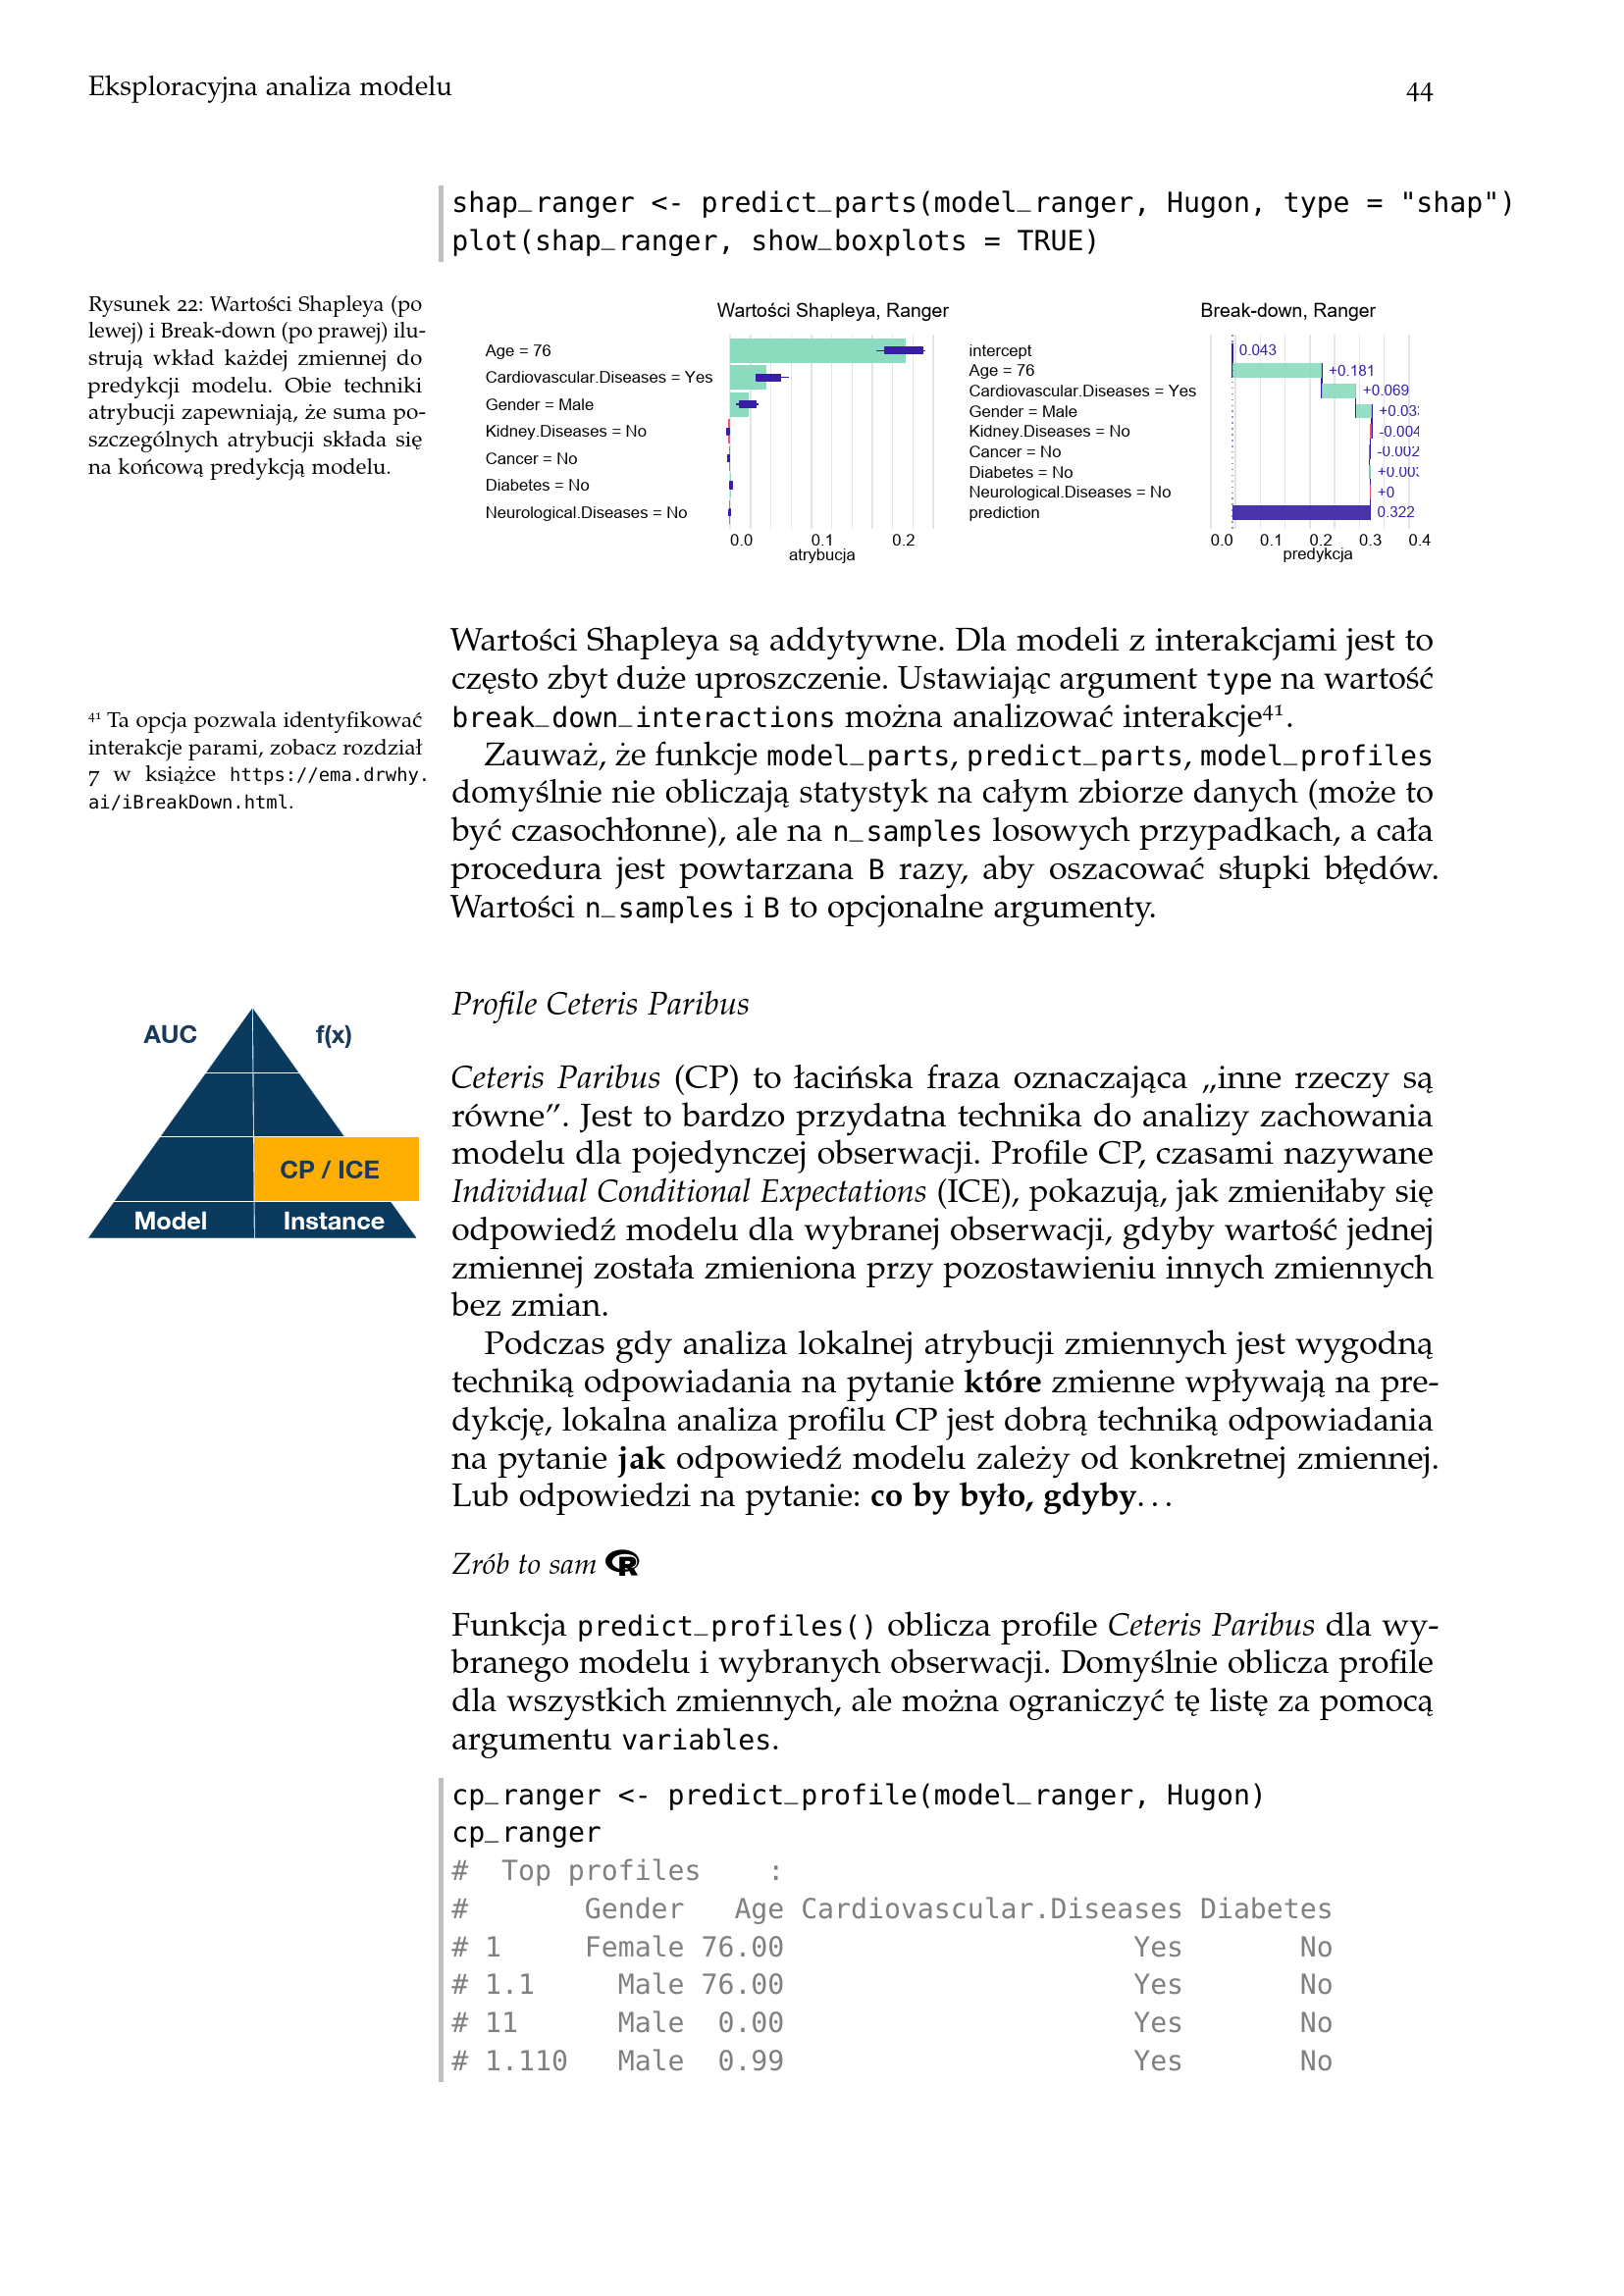 Eksploracyjna analiza modelu
44
shap_ranger <- predict_parts(model_ranger, Hugon, type = "shap")
plot(shap_ranger, show_boxplots = TRUE)
Rysunek 22: Wartości Shapleya (po
lewej) i Break-down (po prawej) ilu-
strują wkład każdej zmiennej do
predykcji modelu. Obie techniki
atrybucji zapewniają, że suma po-
szczególnych atrybucji składa się
na końcową predykcją modelu.
Wartości Shapleya, Ranger
Age = 76
Cardiovascular.Diseases = Yes
Gender = Male
Kidney.Diseases = No
Cancer = No
Diabetes = No
Neurological.Diseases = No
0.0 0.1 0.2
atrybucja
Break-down, Ranger
intercept 0.043
Age = 76 +0.181
Cardiovascular.Diseases = Yes +0.069
Gender = Male
Kidney.Diseases = No -0.004
Cancer = No -0.002
Diabetes = No
Neurological.Diseases = No +0
prediction 0.322
0.0 0.1 0.2 0.3 0.4
predykcja
Wartości Shapleya są addytywne. Dla modeli z interakcjami jest to
często zbyt duże uproszczenie. Ustawiając argument type na wartość
break_down_interactions można analizować interakcje⁴¹.
⁴¹ Ta opcja pozwala identyfikować
interakcje parami, zobacz rozdział
7 w książce https://ema.drwhy.
ai/iBreakDown.html.
Zauważ, że funkcje model_parts, predict_parts, model_profiles
domyślnie nie obliczają statystyk na całym zbiorze danych (może to
być czasochłonne), ale na n_samples losowych przypadkach, a cała
procedura jest powtarzana B razy, aby oszacować słupki błędów.
Wartości n_samples i B to opcjonalne argumenty.
Profile Ceteris Paribus
AUC f(x)
CP / ICE
Model Instance
Ceteris Paribus (CP) to łacińska fraza oznaczająca „inne rzeczy są
równe”. Jest to bardzo przydatna technika do analizy zachowania
modelu dla pojedynczej obserwacji. Profile CP, czasami nazywane
Individual Conditional Expectations (ICE), pokazują, jak zmieniłaby się
odpowiedź modelu dla wybranej obserwacji, gdyby wartość jednej
zmiennej została zmieniona przy pozostawieniu innych zmiennych
bez zmian.
Podczas gdy analiza lokalnej atrybucji zmiennych jest wygodną
techniką odpowiadania na pytanie które zmienne wpływają na pre-
dykcję, lokalna analiza profilu CP jest dobrą techniką odpowiadania
na pytanie jak odpowiedź modelu zależy od konkretnej zmiennej.
Lub odpowiedzi na pytanie: co by było, gdyby...
Zrób to sam R
Funkcja predict_profiles() oblicza profile Ceteris Paribus dla wy-
branego modelu i wybranych obserwacji. Domyślnie oblicza profile
dla wszystkich zmiennych, ale można ograniczyć tę listę za pomocą
argumentu variables.
cp_ranger <- predict_profile(model_ranger, Hugon)
cp_ranger
#  Top profiles    :
#       Gender   Age Cardiovascular.Diseases Diabetes
# 1     Female 76.00                     Yes       No
# 1.1     Male 76.00                     Yes       No
# 11      Male  0.00                     Yes       No
# 1.110   Male  0.99                     Yes       No